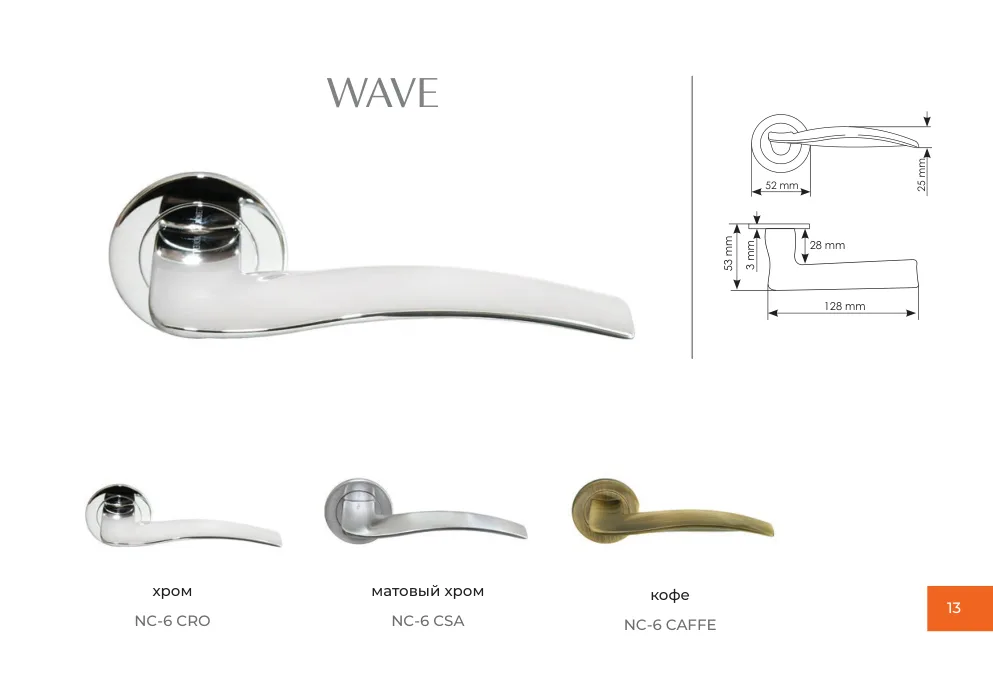 WAVE
52 mm
25 mm
53 mm
3 mm
28 mm
128 mm
хром
матовый хром
кофе
NC-6 CRO
NC-6 CSA
NC-6 CAFFE
13